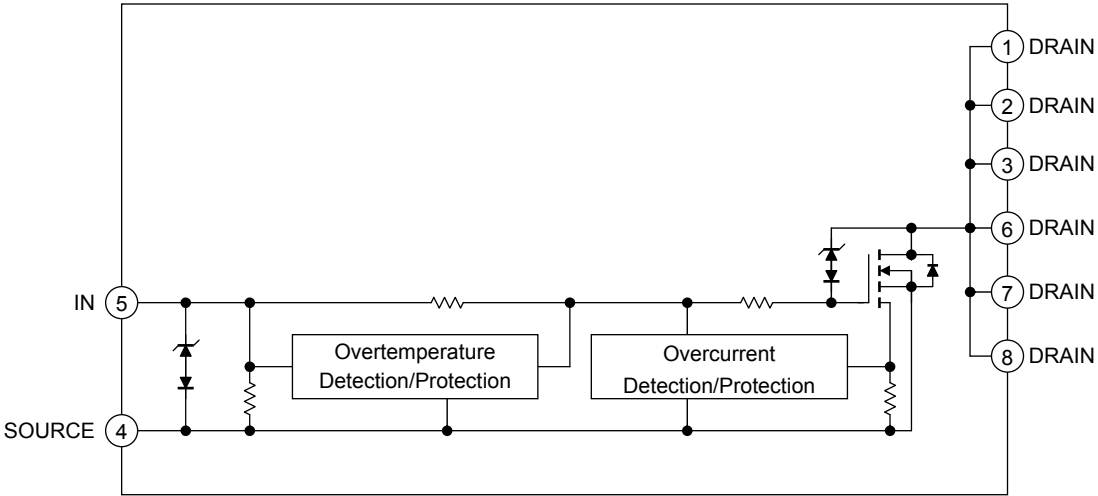 1 DRAIN
2 DRAIN
3 DRAIN
6 DRAIN
IN 5
7 DRAIN
Overtemperature
Detection/Protection
Overcurrent
Detection/Protection
8 DRAIN
SOURCE 4